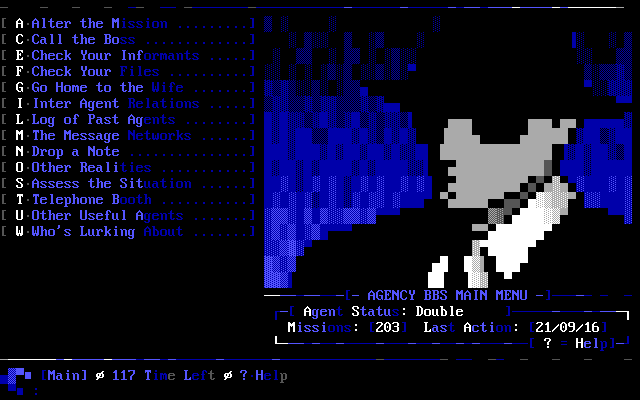 [ A·Alter the Mission .........]
[ C·Call the Boss .............]
[ E·Check Your Informants .....]
[ F·Check Your Files ..........]
[ G·Go Home to the Wife .......]
[ I·Inter Agent Relations .....]
[ L·Log of Past Agents ........]
[ M·The Message Networks ......]
[ N·Drop a Note ...............]
[ O·Other Realities ...........]
[ S·Assess the Situation ......]
[ T·Telephone Booth ...........]
[ U·Other Useful Agents .......]
[ W·Who's Lurking About .......]
[- AGENCY BBS MAIN MENU -]
[ Agent Status: Double ]
Missions: [203] Last Action: [21/09/16]
[ ? = Help]
[Main] ø 117 Time Left ø ? Help
: